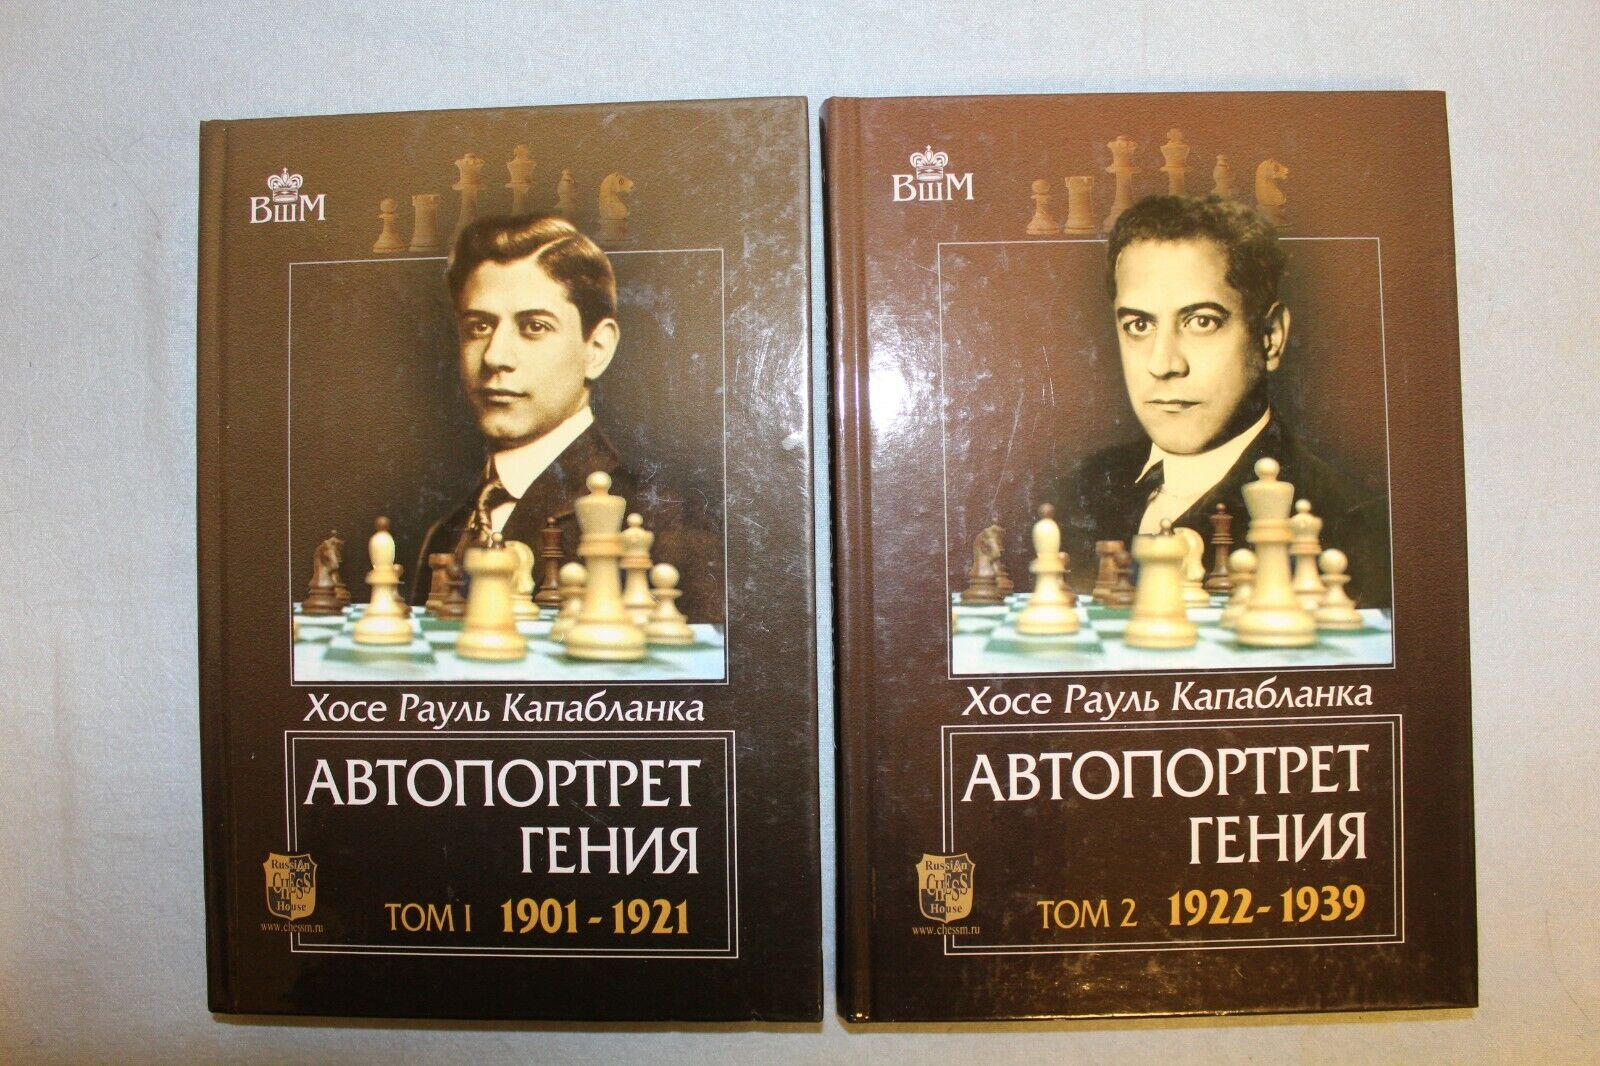 ВшМ
Хосе Рауль Капабланка
АВТОПОРТРЕТ
ГЕНИЯ
Russian
CHESS
House
www.chessm.ru
ТОМ 1 1901 - 1921
ВшМ
Хосе Рауль Капабланка
АВТОПОРТРЕТ
ГЕНИЯ
Russian
CHESS
House
www.chessm.ru
ТОМ 2 1922- 1939